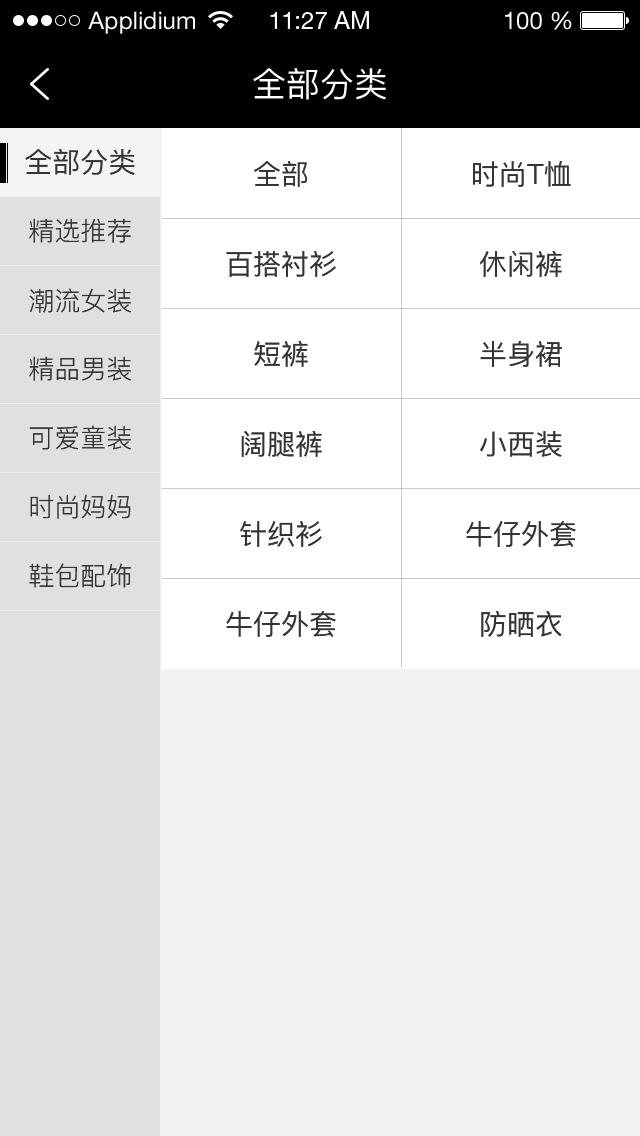 Applidium 11:27 AM 100 %
全部分类
全部分类
精选推荐
潮流女装
精品男装
可爱童装
时尚妈妈
鞋包配饰
全部 时尚T恤
百搭衬衫 休闲裤
短裤 半身裙
阔腿裤 小西装
针织衫 牛仔外套
牛仔外套 防晒衣